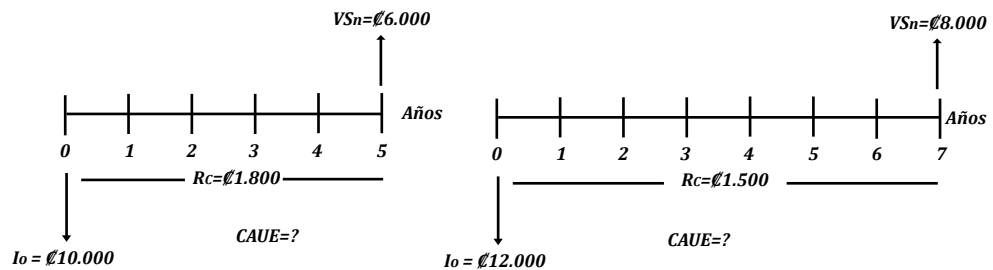 VSn=₡6.000
Años
0 1 2 3 4 5
Rc=₡1.800
CAUE=?
Io = ₡10.000
VSn=₡8.000
Años
0 1 2 3 4 5 6 7
Rc=₡1.500
CAUE=?
Io = ₡12.000